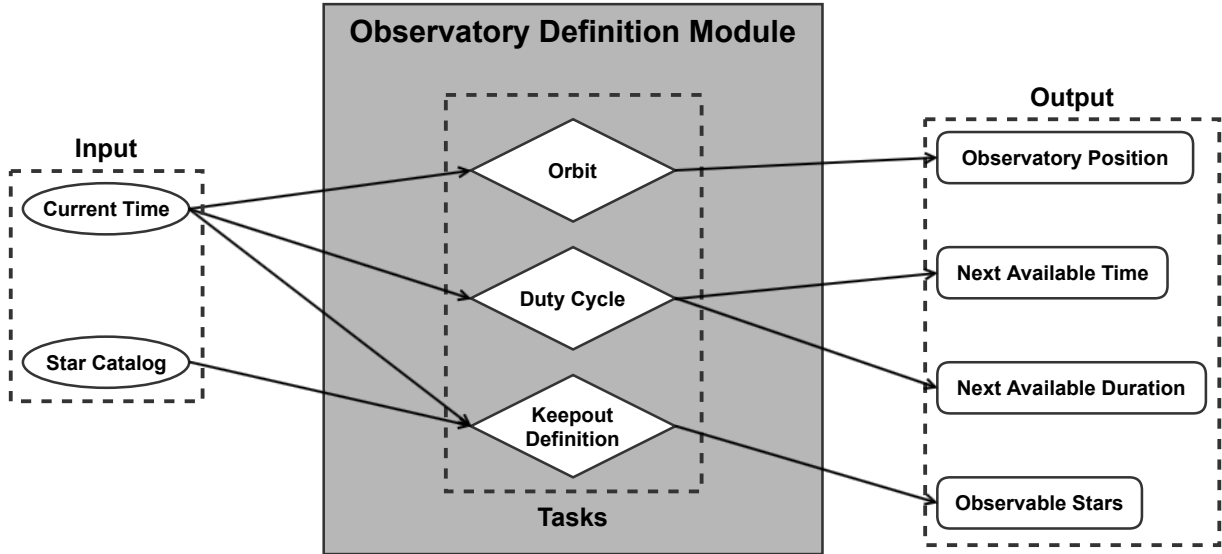 Observatory Definition Module
Input
Current Time
Star Catalog
Orbit
Duty Cycle
Keepout
Definition
Tasks
Output
Observatory Position
Next Available Time
Next Available Duration
Observable Stars